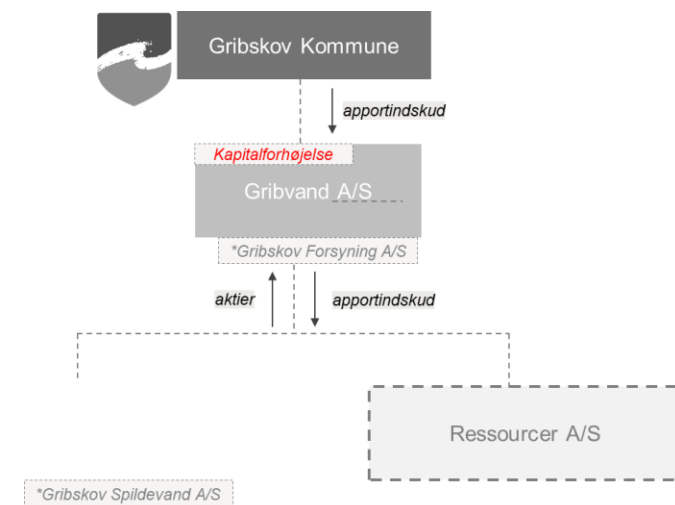 Gribskov Kommune
apportindskud
Kapitalforhøjelse
Gribvand A/S
*Gribskov Forsyning A/S
aktier
apportindskud
Ressourcer A/S
*Gribskov Spildevand A/S